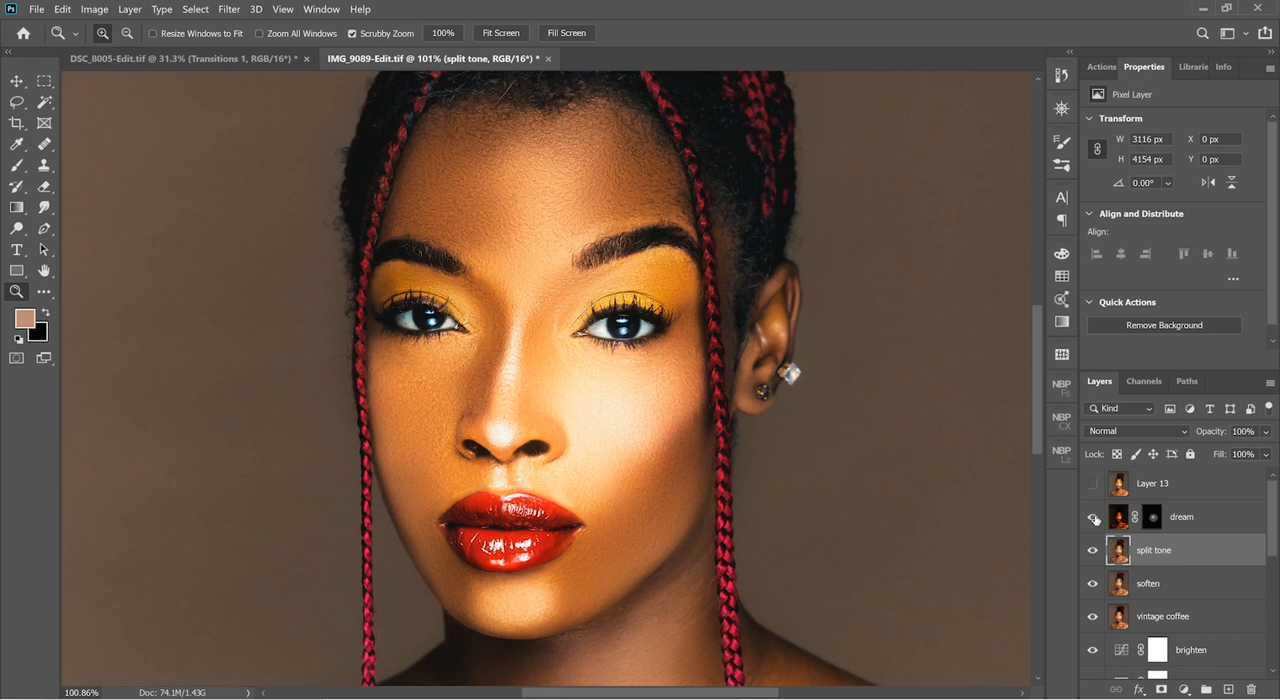 Ps File Edit Image Layer Type Select Filter 3D View Window Help
Resize Windows to Fit Zoom All Windows Scrubby Zoom 100% Fit Screen Fill Screen
DSC_8005-Edit.tif @ 31.3% (Transitions 1, RGB/16*) * × IMG_9089-Edit.tif @ 101% (split tone, RGB/16*) * ×
Actions Properties Librarie Info
Pixel Layer
Transform
W 3116 px X 0 px
H 4154 px Y 0 px
0.00°
Align and Distribute
Align:
Quick Actions
Remove Background
Layers Channels Paths
Kind
Normal Opacity: 100%
Lock: Fill: 100%
Layer 13
dream
split tone
soften
vintage coffee
brighten
NBP
Fs
NBP
CX
NBP
Lz
100.86% Doc: 74.1M/1.43G